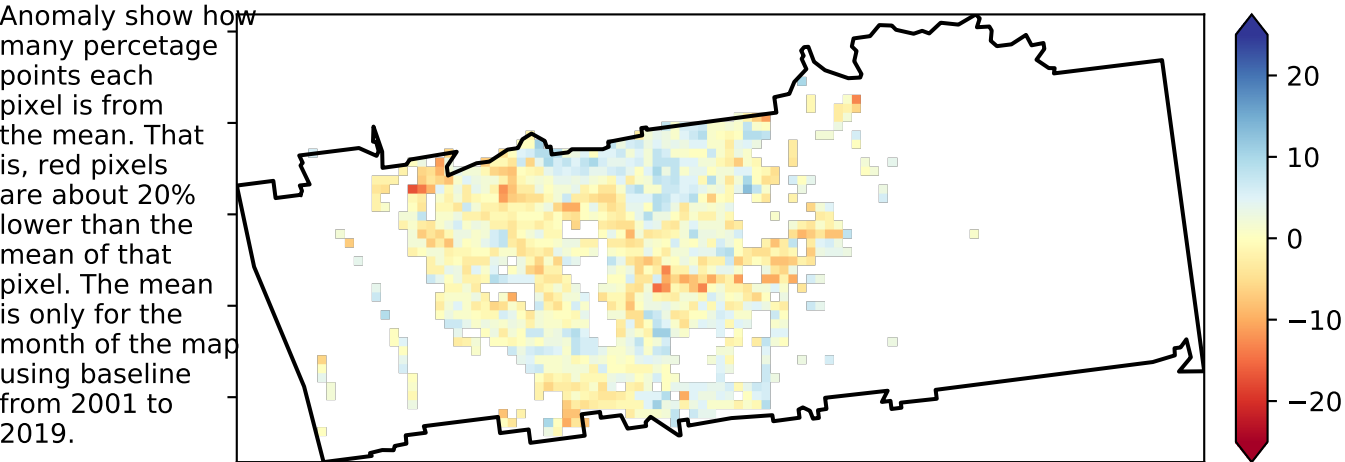 Anomaly show how
many percetage
points each
pixel is from
the mean. That
is, red pixels
are about 20%
lower than the
mean of that
pixel. The mean
is only for the
month of the map
using baseline
from 2001 to
2019.
20
10
0
−10
−20